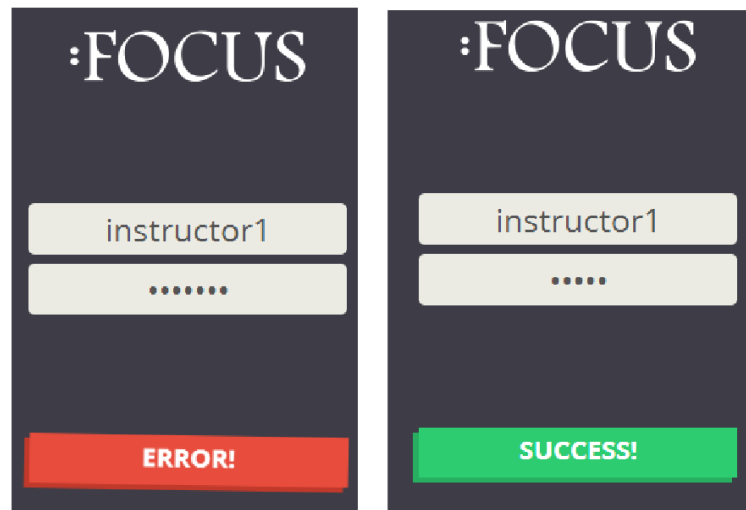 :FOCUS
instructor1
•••••••
ERROR!
:FOCUS
instructor1
•••••
SUCCESS!